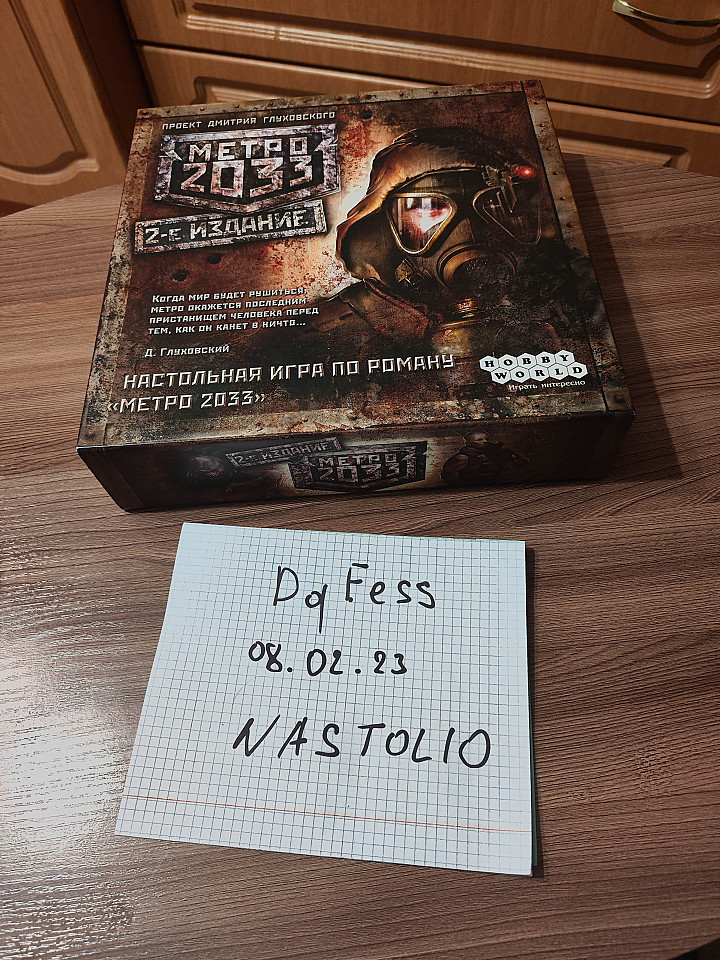 ПРОЕКТ ДМИТРИЯ ГЛУХОВСКОГО
МЕТРО
2033
2-е ИЗДАНИЕ
Когда мир будет рушиться,
метро окажется последним
пристанищем человека перед
тем, как он канет в ничто...
Д. Глуховский
НАСТОЛЬНАЯ ИГРА ПО РОМАНУ
«МЕТРО 2033»
HOBBY
WORLD
Играть интересно
2-е ИЗДАНИЕ
МЕТРО
2033
DqFess
08.02.23
NASTOLIO